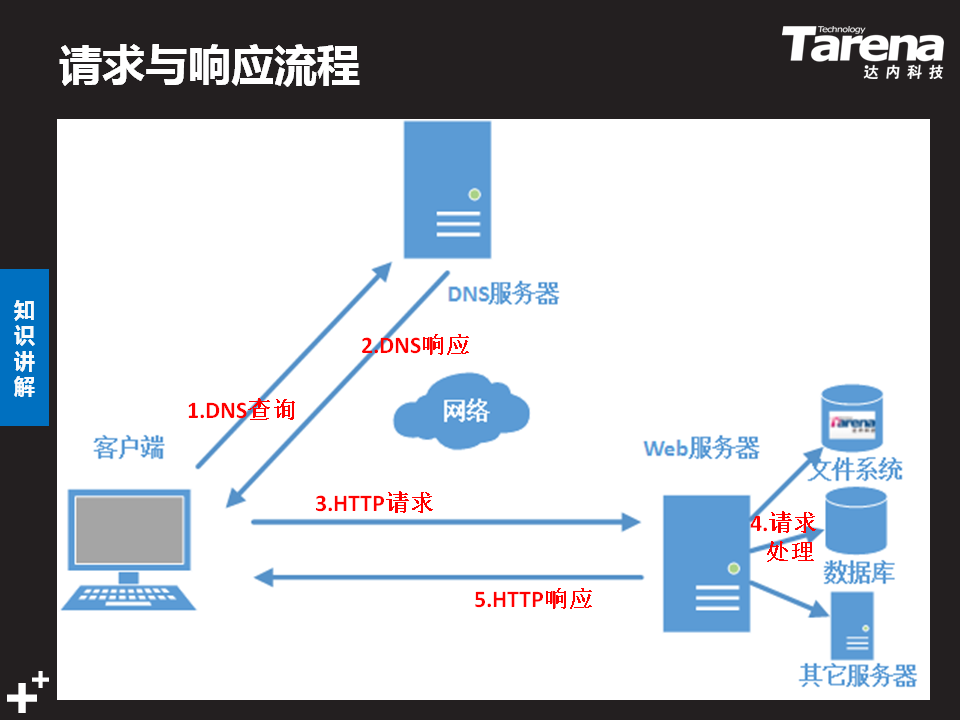 请求与响应流程
Technology
Tarena
达内科技
知识讲解
DNS服务器
2.DNS响应
1.DNS查询
网络
客户端
Web服务器
Tarena
文件系统
3.HTTP请求
4.请求
处理
数据库
5.HTTP响应
其它服务器